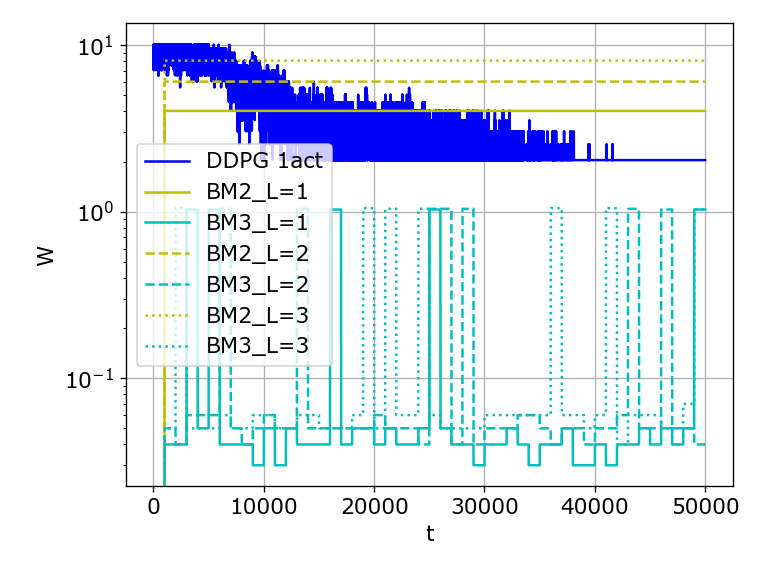 10¹
10⁰
10⁻¹
W
DDPG 1act
BM2_L=1
BM3_L=1
BM2_L=2
BM3_L=2
BM2_L=3
BM3_L=3
0 10000 20000 30000 40000 50000
t